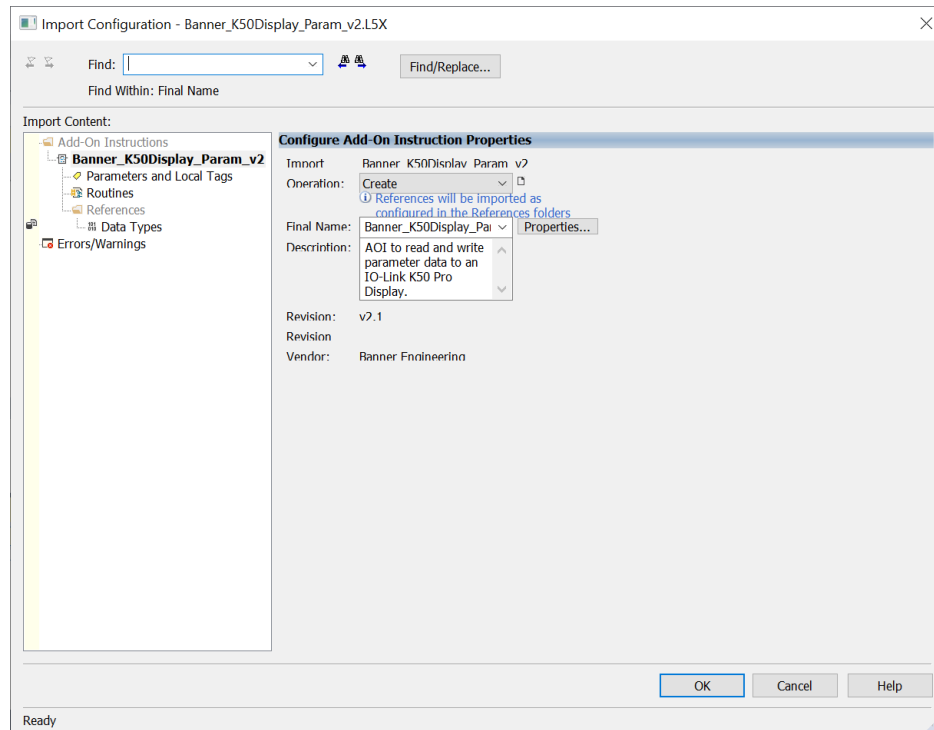 Import Configuration - Banner_K50Display_Param_v2.L5X
Find:
Find/Replace...
Find Within: Final Name
Import Content:
Add-On Instructions
Banner_K50Display_Param_v2
Parameters and Local Tags
Routines
References
Data Types
Errors/Warnings
Configure Add-On Instruction Properties
Import Banner_K50Display_Param_v2
Operation: Create
References will be imported as
configured in the References folders
Final Name: Banner_K50Display_Par Properties...
Description: AOI to read and write
parameter data to an
IO-Link K50 Pro
Display.
Revision: v2.1
Revision
Vendor: Banner Engineering
OK Cancel Help
Ready